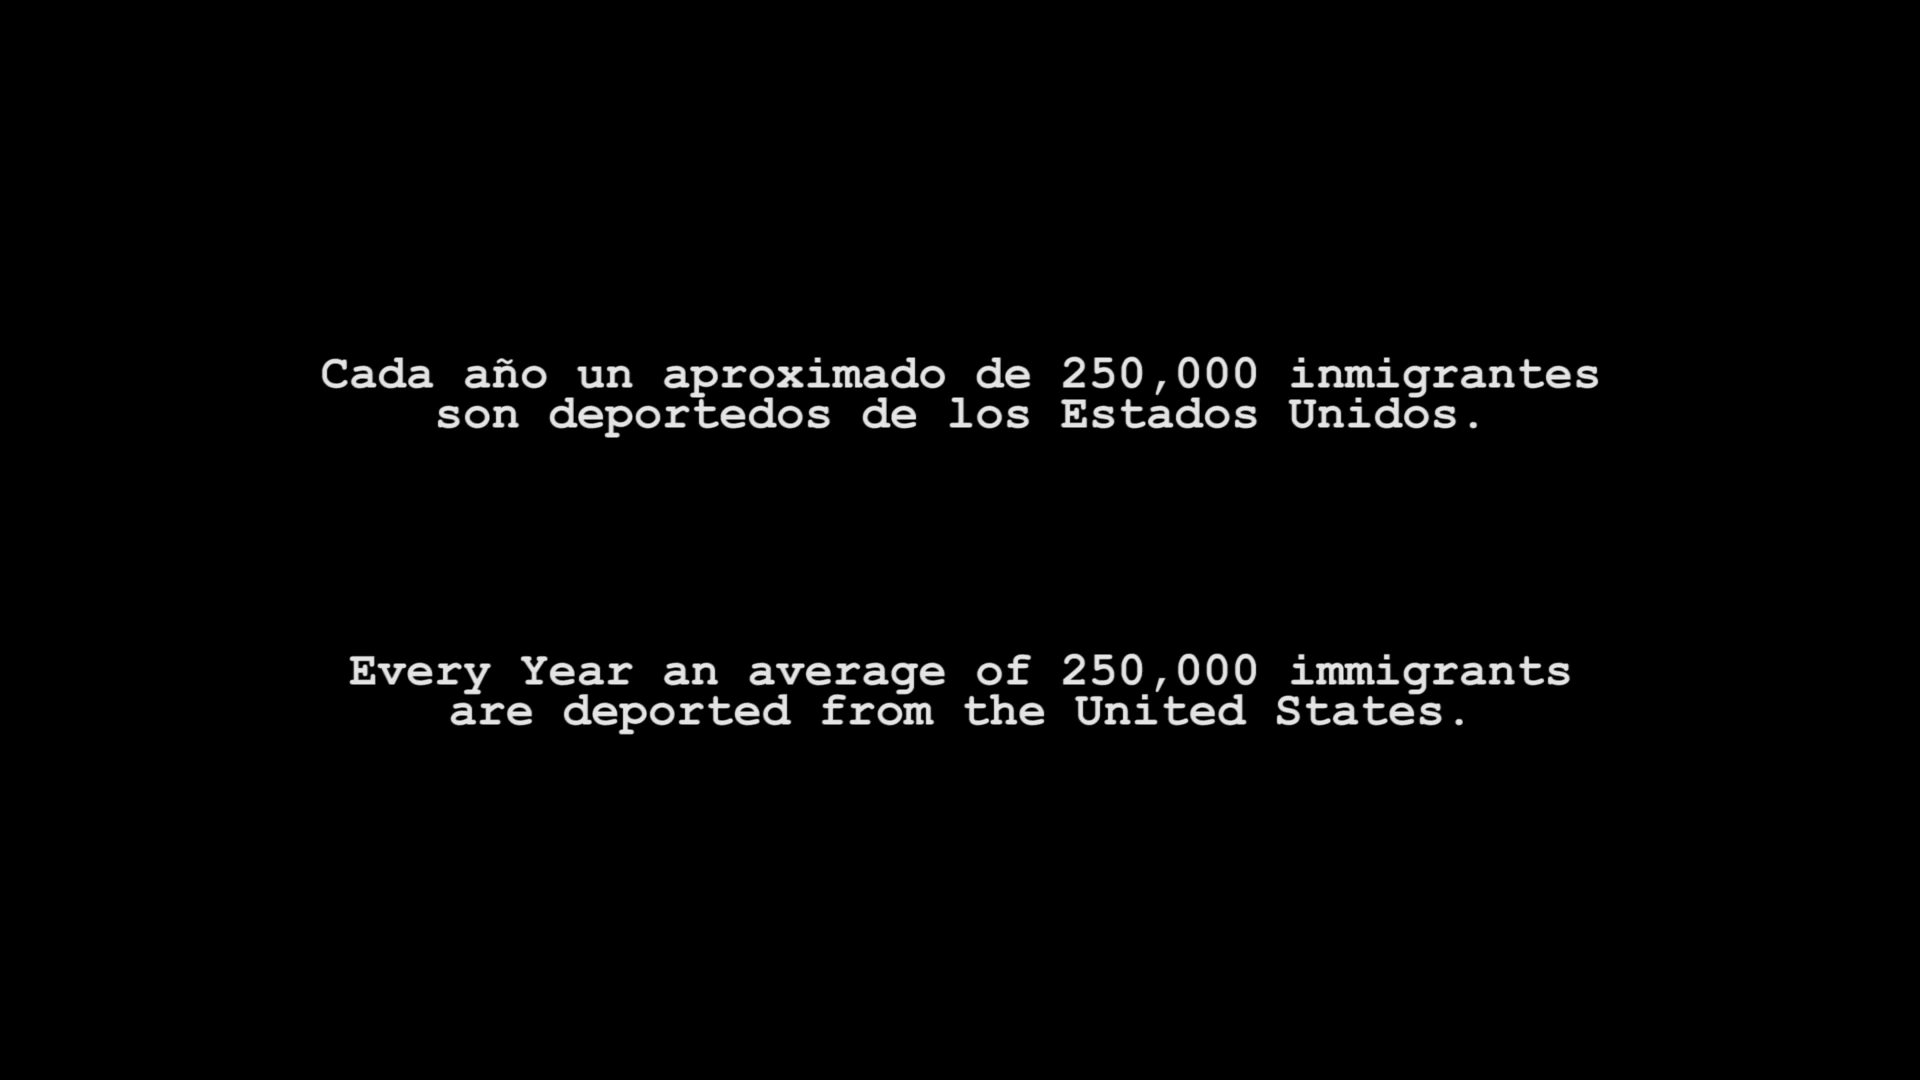 Cada año un aproximado de 250,000 inmigrantes
son deportedos de los Estados Unidos.
Every Year an average of 250,000 immigrants
are deported from the United States.